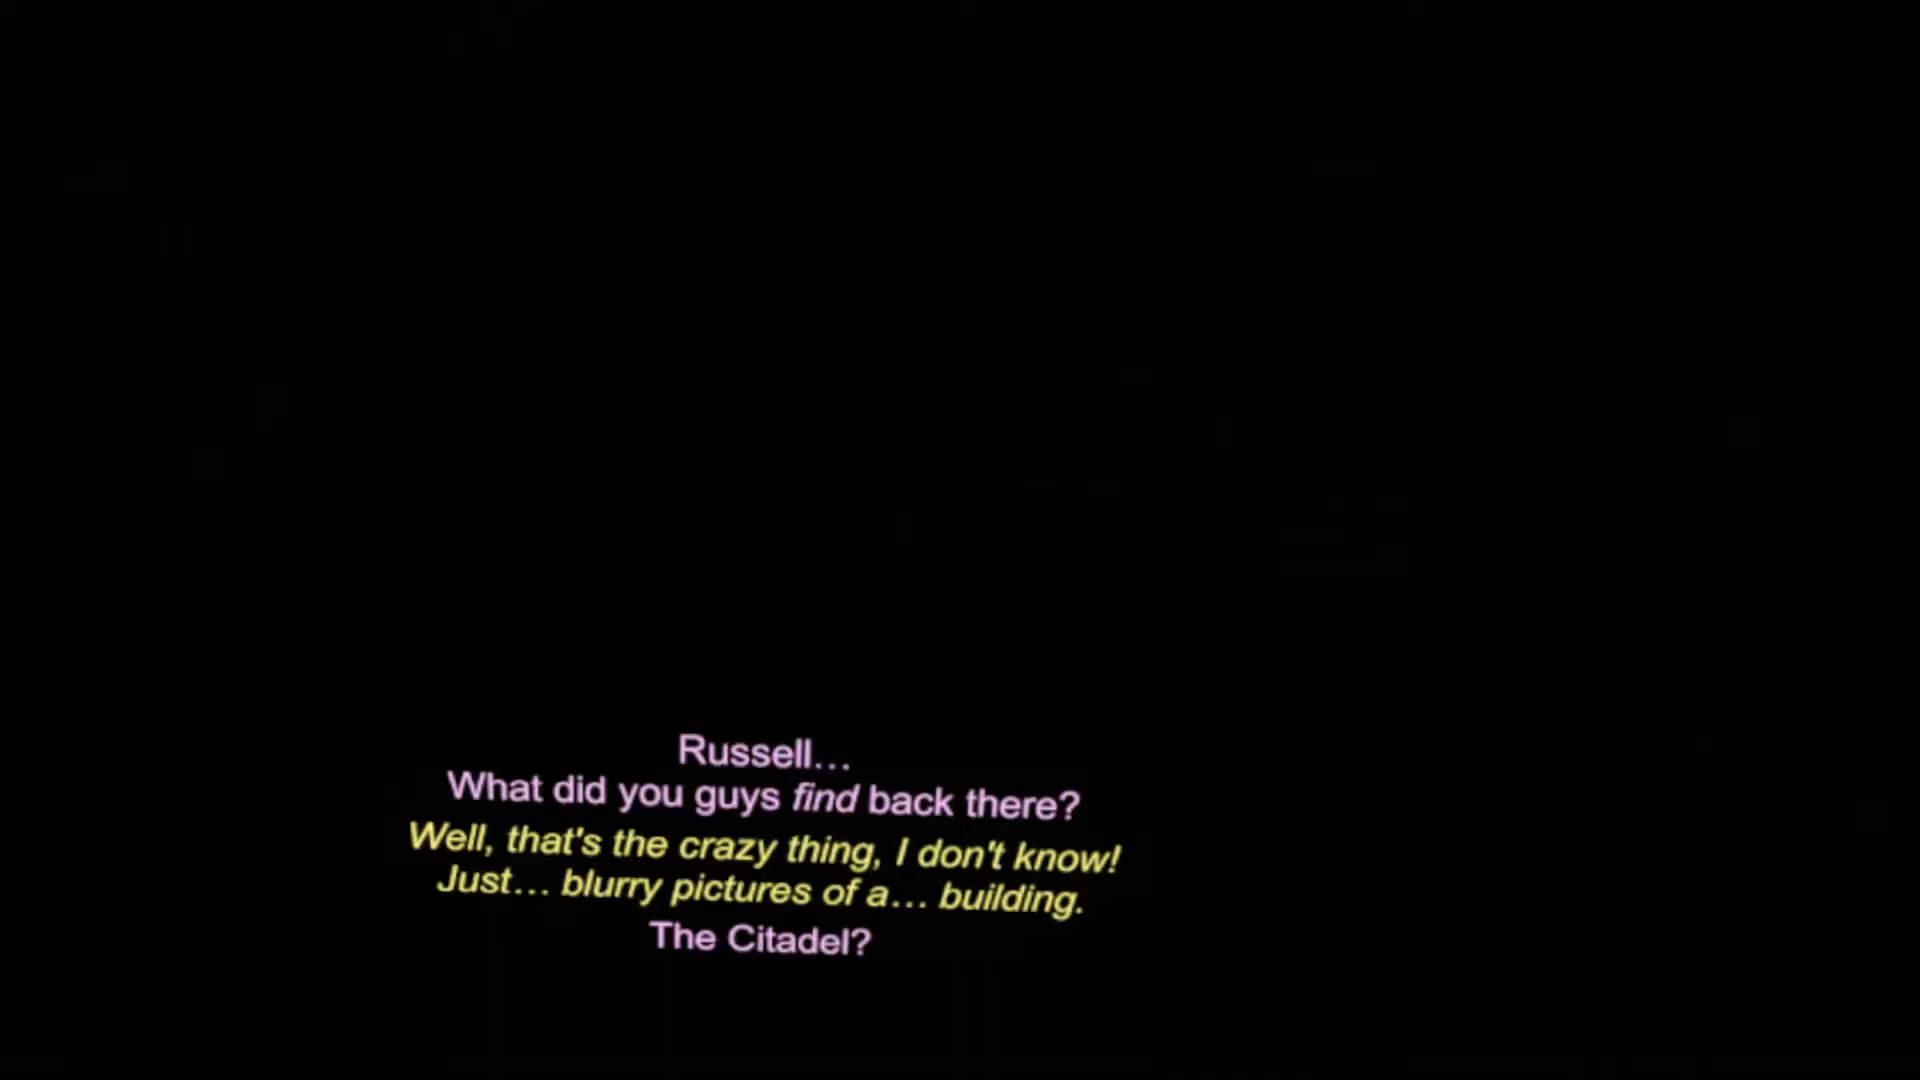 Russell…
What did you guys find back there?
Well, that's the crazy thing, I don't know!
Just… blurry pictures of a… building.
The Citadel?